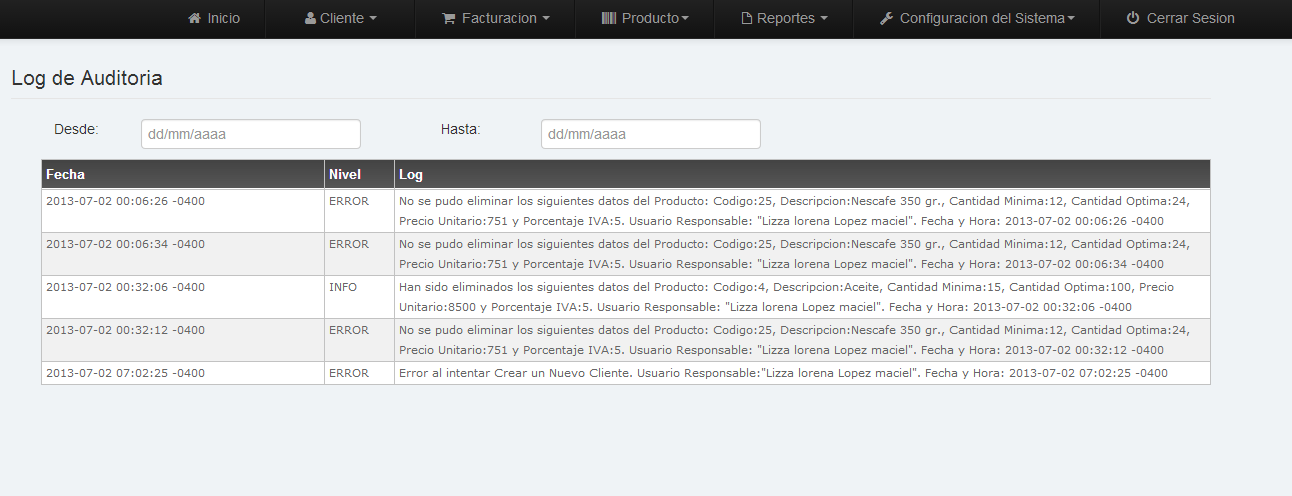 Inicio Cliente Facturacion Producto Reportes Configuracion del Sistema Cerrar Sesion
Log de Auditoria
Desde: dd/mm/aaaa Hasta: dd/mm/aaaa
Fecha Nivel Log
2013-07-02 00:06:26 -0400 ERROR No se pudo eliminar los siguientes datos del Producto: Codigo:25, Descripcion:Nescafe 350 gr., Cantidad Minima:12, Cantidad Optima:24,
Precio Unitario:751 y Porcentaje IVA:5. Usuario Responsable: "Lizza lorena Lopez maciel". Fecha y Hora: 2013-07-02 00:06:26 -0400
2013-07-02 00:06:34 -0400 ERROR No se pudo eliminar los siguientes datos del Producto: Codigo:25, Descripcion:Nescafe 350 gr., Cantidad Minima:12, Cantidad Optima:24,
Precio Unitario:751 y Porcentaje IVA:5. Usuario Responsable: "Lizza lorena Lopez maciel". Fecha y Hora: 2013-07-02 00:06:34 -0400
2013-07-02 00:32:06 -0400 INFO Han sido eliminados los siguientes datos del Producto: Codigo:4, Descripcion:Aceite, Cantidad Minima:15, Cantidad Optima:100, Precio
Unitario:8500 y Porcentaje IVA:5. Usuario Responsable: "Lizza lorena Lopez maciel". Fecha y Hora: 2013-07-02 00:32:06 -0400
2013-07-02 00:32:12 -0400 ERROR No se pudo eliminar los siguientes datos del Producto: Codigo:25, Descripcion:Nescafe 350 gr., Cantidad Minima:12, Cantidad Optima:24,
Precio Unitario:751 y Porcentaje IVA:5. Usuario Responsable: "Lizza lorena Lopez maciel". Fecha y Hora: 2013-07-02 00:32:12 -0400
2013-07-02 07:02:25 -0400 ERROR Error al intentar Crear un Nuevo Cliente. Usuario Responsable:"Lizza lorena Lopez maciel". Fecha y Hora: 2013-07-02 07:02:25 -0400